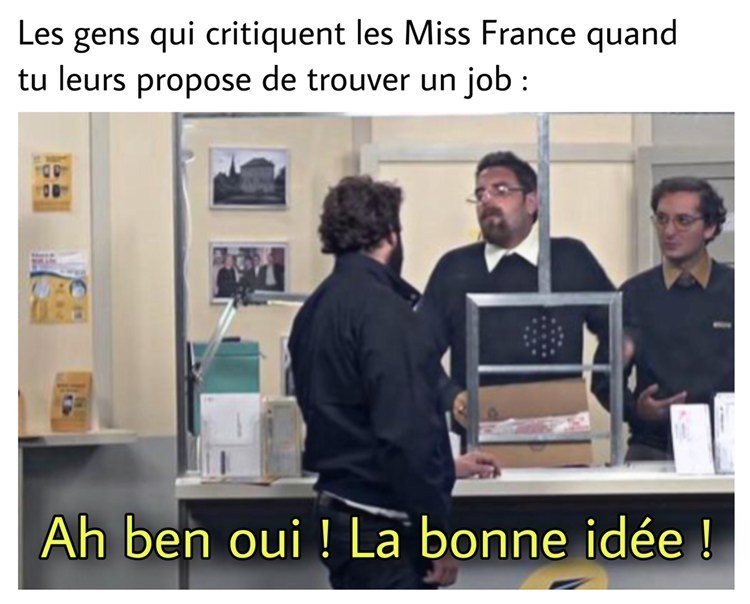 Les gens qui critiquent les Miss France quand
tu leurs propose de trouver un job :
Ah ben oui ! La bonne idée !